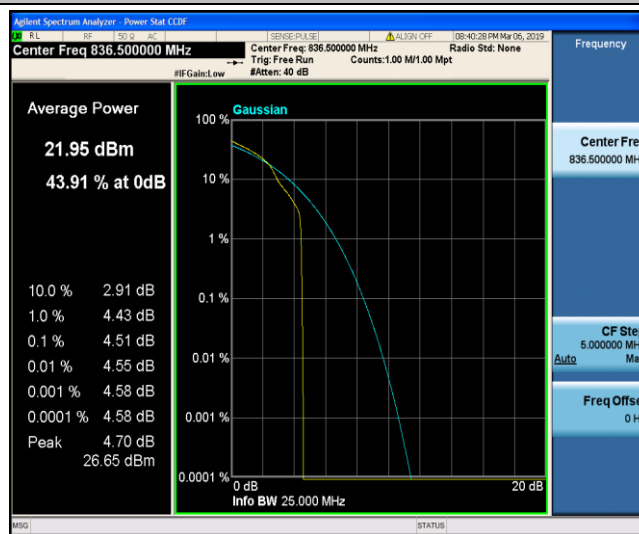 Agilent Spectrum Analyzer - Power Stat CCDF
RL RF 50 Ω AC SENSE:PULSE ALIGN OFF 08:40:28 PM Mar 06, 2019
Center Freq 836.500000 MHz
Center Freq: 836.500000 MHz Radio Std: None
Trig: Free Run Counts:1.00 M/1.00 Mpt
#IFGain:Low #Atten: 40 dB
Frequency
Average Power
21.95 dBm
43.91 % at 0dB
10.0 % 2.91 dB
1.0 % 4.43 dB
0.1 % 4.51 dB
0.01 % 4.55 dB
0.001 % 4.58 dB
0.0001 % 4.58 dB
Peak 4.70 dB
26.65 dBm
Gaussian
100 %
10 %
1 %
0.1 %
0.01 %
0.001 %
0.0001 %
0 dB 20 dB
Info BW 25.000 MHz
Center Fre
836.500000 MH
CF Ste
5.000000 MH
Auto Ma
Freq Offse
0 H
MSG STATUS